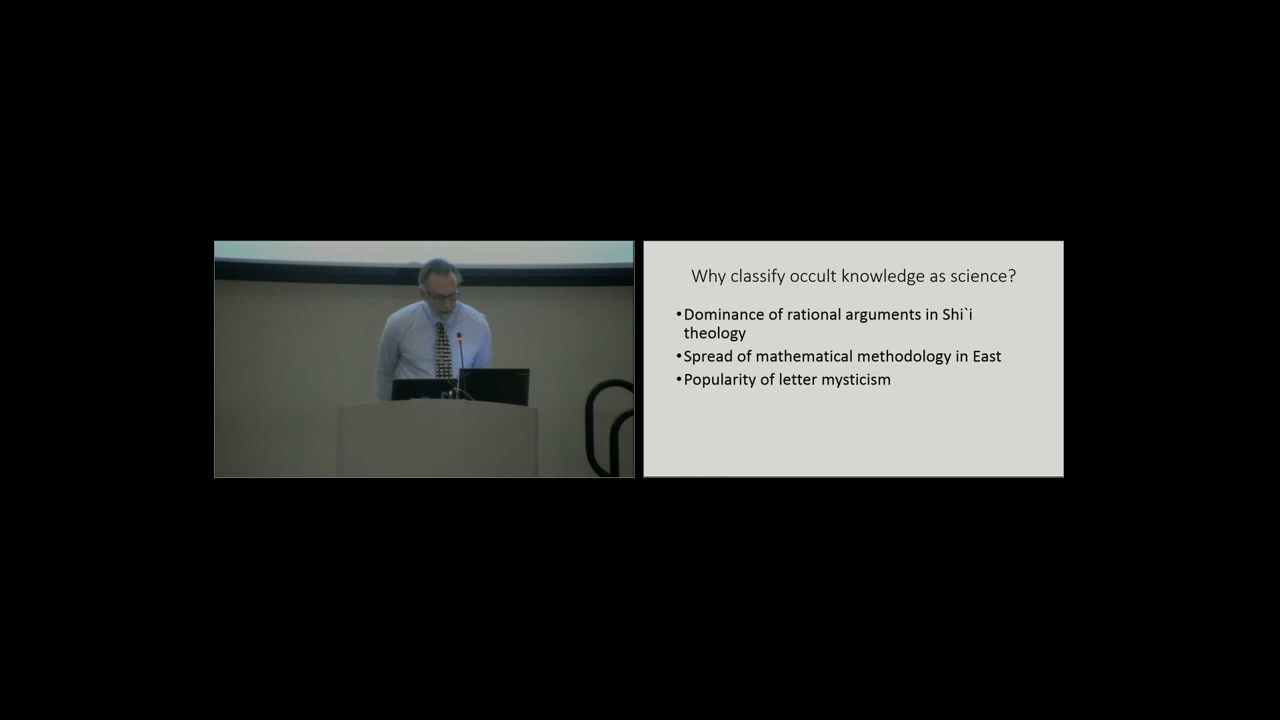 Why classify occult knowledge as science?
•Dominance of rational arguments in Shi`i
theology
•Spread of mathematical methodology in East
•Popularity of letter mysticism